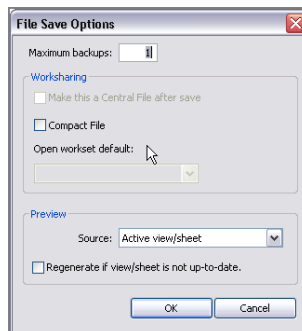 File Save Options
Maximum backups: 1
Worksharing
Make this a Central File after save
Compact File
Open workset default:
Preview
Source: Active view/sheet
Regenerate if view/sheet is not up-to-date.
OK Cancel